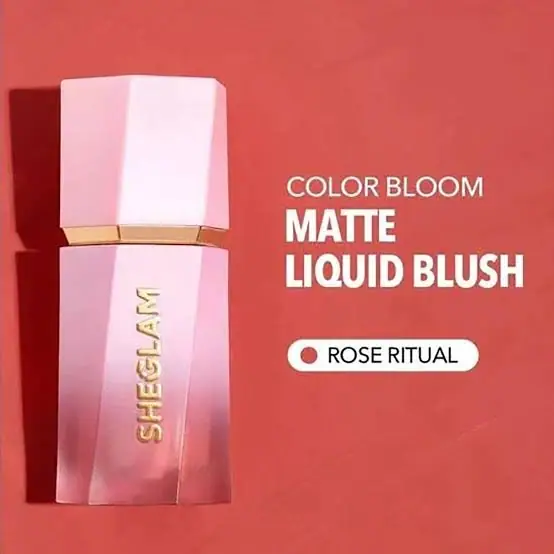 COLOR BLOOM
MATTE
LIQUID BLUSH
ROSE RITUAL
SHEGLAM